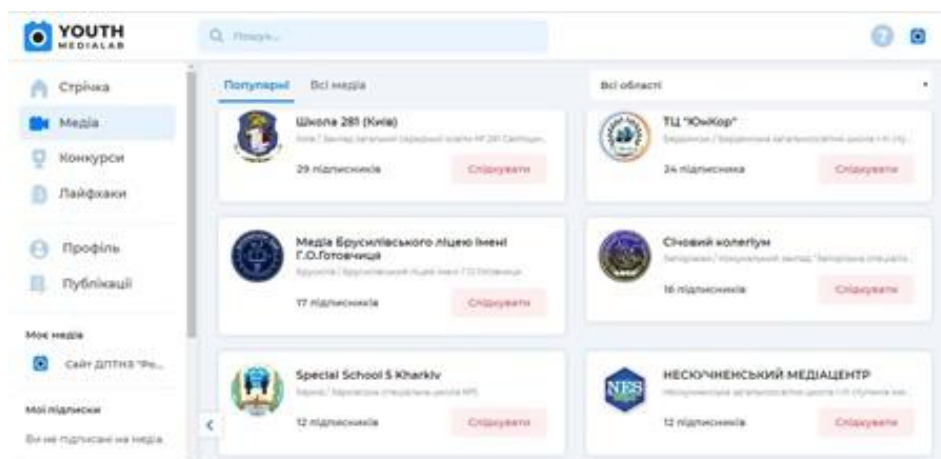 YOUTH
MEDIALAB
Пошук...
Стрічка
Медіа
Конкурси
Лайфхаки
Профіль
Публікації
Моє медіа
Сайт ДПТНЗ "Ро...
Мої підписки
Ви не підписані на медіа
Популярні
Всі медіа
Всі області
Школа 281 (Київ)
29 підписників
Слідкувати
ТЦ "ЮнКор"
24 підписника
Слідкувати
Медіа Брусилівського ліцею імені
Г.О.Готовчиця
17 підписників
Слідкувати
Січовий колегіум
16 підписників
Слідкувати
Special School 5 Kharkiv
12 підписників
Слідкувати
NES
НЕСКУЧНЕНСЬКИЙ МЕДІАЦЕНТР
12 підписників
Слідкувати